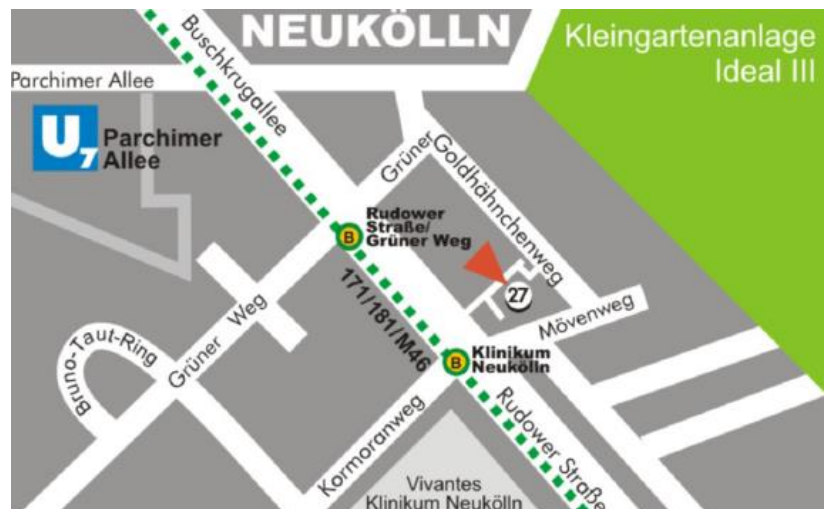 NEUKÖLLN
Kleingartenanlage
Ideal III
Buschkrugallee
Parchimer Allee
U7
Parchimer
Allee
Grüner
Goldhähnchenweg
Rudower
Straße/
Grüner Weg
B
171/181/M46
27
Mövenweg
Bruno-Taut-Ring
Grüner Weg
B
Klinikum
Neukölln
Kormoranweg
Rudower Straße
Vivantes
Klinikum Neukölln